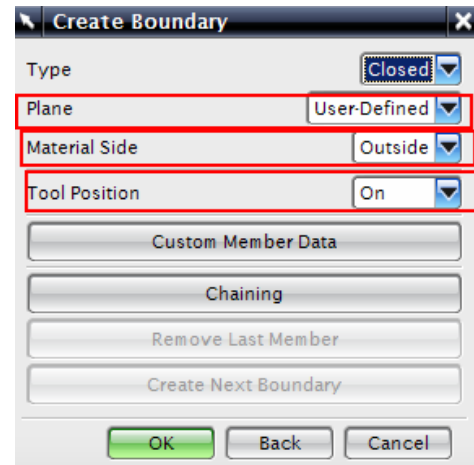 Create Boundary
Type Closed
Plane User-Defined
Material Side Outside
Tool Position On
Custom Member Data
Chaining
Remove Last Member
Create Next Boundary
OK Back Cancel